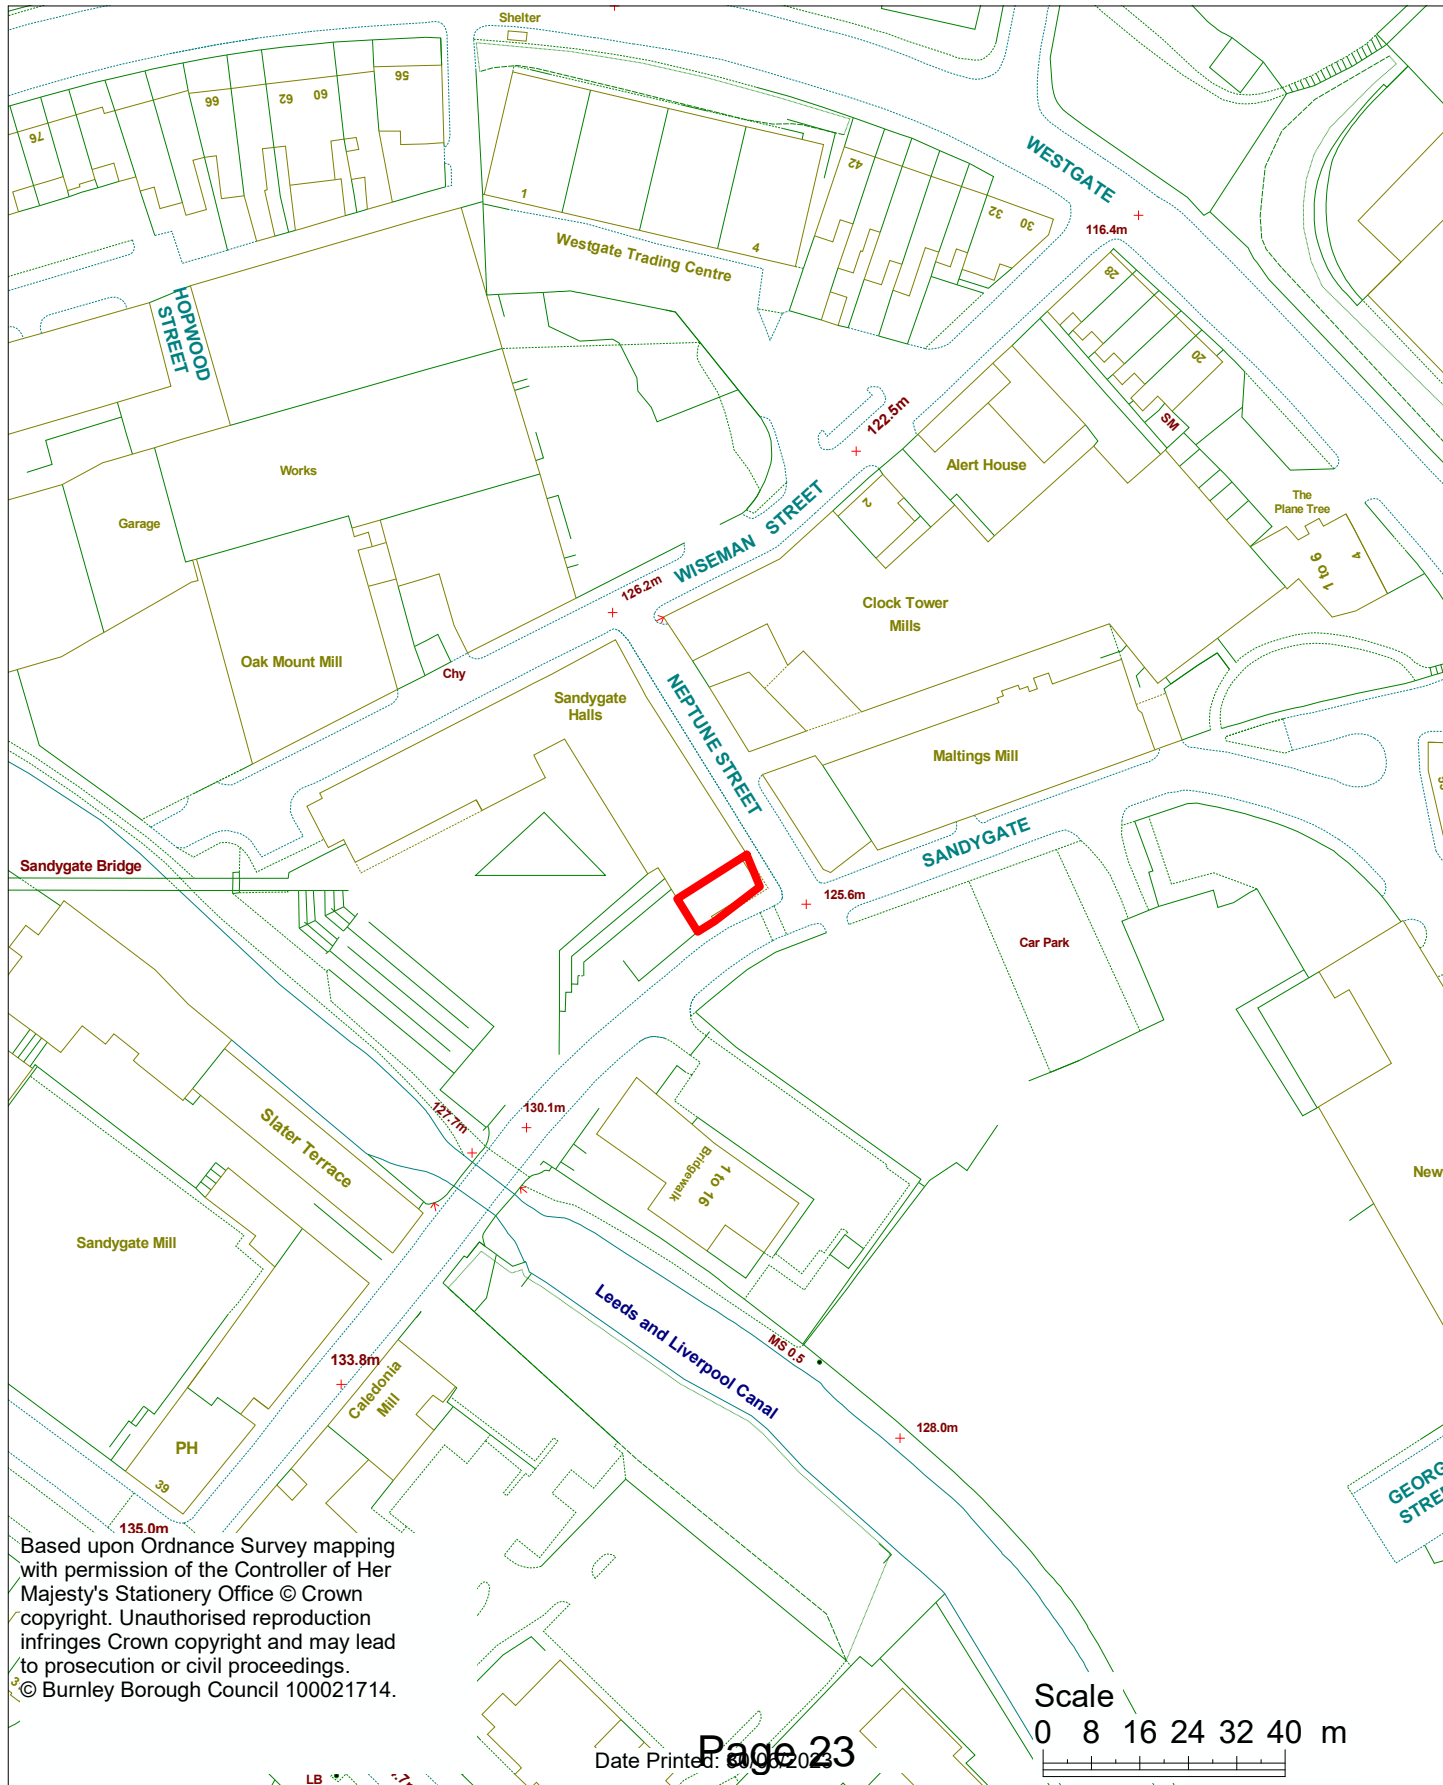 Shelter
76
66
62
60
56
1
4
Westgate Trading Centre
42
32
30
WESTGATE
116.4m
28
20
SM
HOPWOOD
STREET
122.5m
Works
Alert House
Garage
2
The
Plane Tree
4
1 to 6
WISEMAN STREET
126.2m
Clock Tower
Mills
Oak Mount Mill
Chy
Sandygate
Halls
NEPTUNE STREET
Maltings Mill
SANDYGATE
Sandygate Bridge
125.6m
Car Park
127.7m
130.1m
Slater Terrace
1 to 16
Bridgewalk
New
Sandygate Mill
Leeds and Liverpool Canal
MS 0.5
133.8m
Caledonia
Mill
128.0m
PH
39
135.0m
GEORG
STRE
Based upon Ordnance Survey mapping
with permission of the Controller of Her
Majesty's Stationery Office © Crown
copyright. Unauthorised reproduction
infringes Crown copyright and may lead
to prosecution or civil proceedings.
© Burnley Borough Council 100021714.
Scale
0 8 16 24 32 40 m
Page 23
Date Printed:
LB